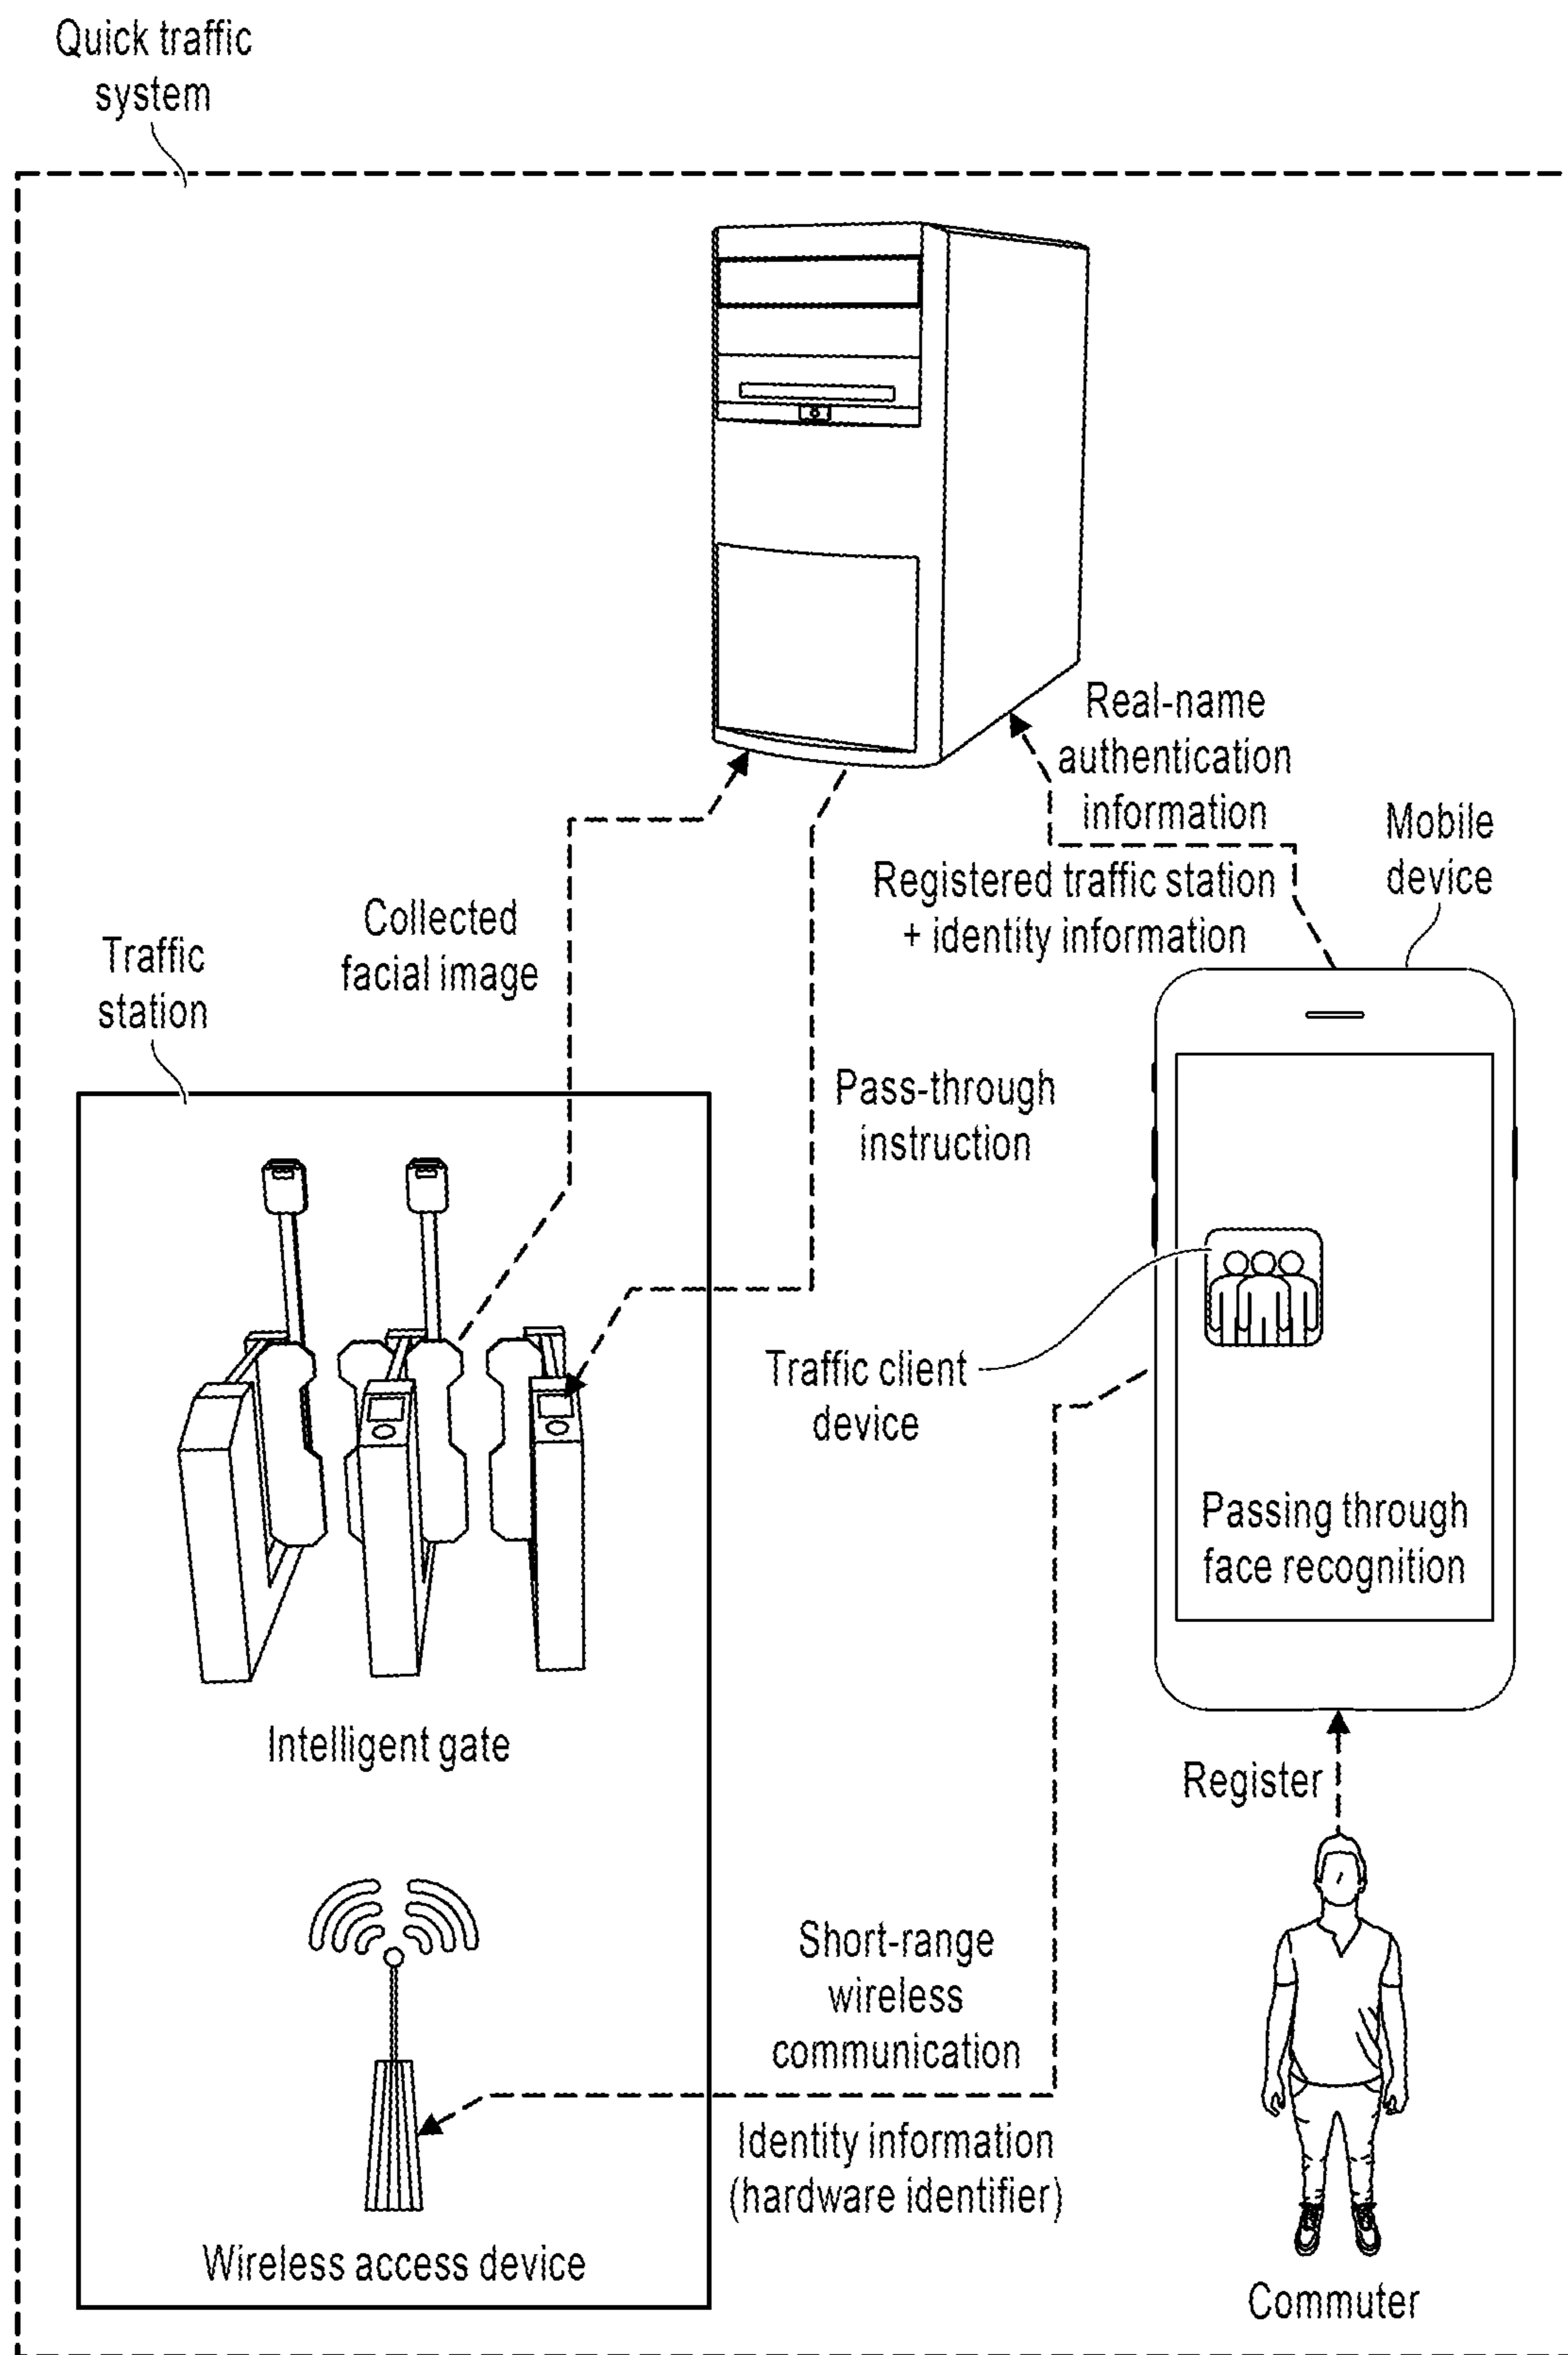 Quick traffic
system
Real-name
authentication
information
Mobile
device
Registered traffic station
+ identity information
Collected
facial image
Traffic
station
Pass-through
instruction
Traffic client
device
Passing through
face recognition
Intelligent gate
Register
Short-range
wireless
communication
Identity information
(hardware identifier)
Wireless access device
Commuter